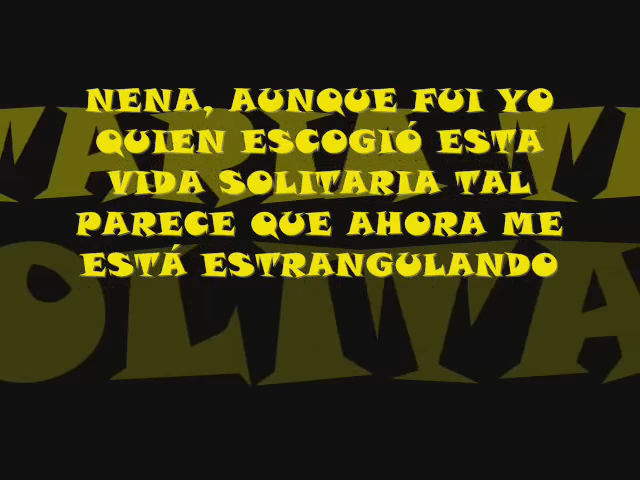 NENA, AUNQUE FUI YO
QUIEN ESCOGIÓ ESTA
VIDA SOLITARIA TAL
PARECE QUE AHORA ME
ESTÁ ESTRANGULANDO